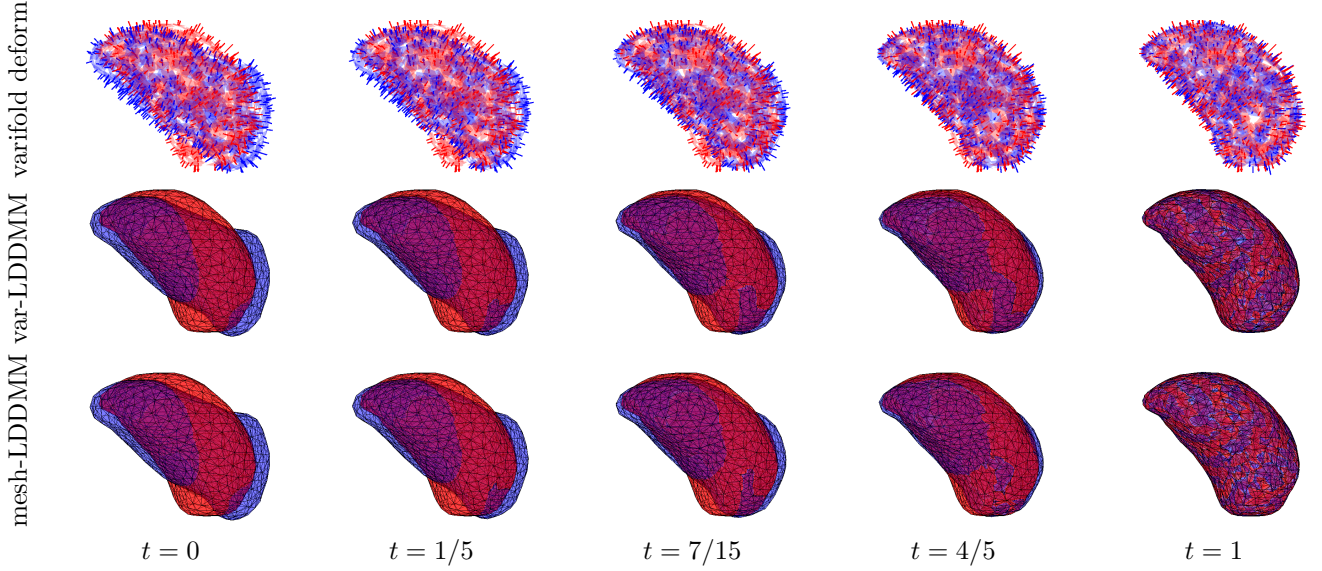 varifold deform
var-LDDMM
mesh-LDDMM
t = 0
t = 1/5
t = 7/15
t = 4/5
t = 1